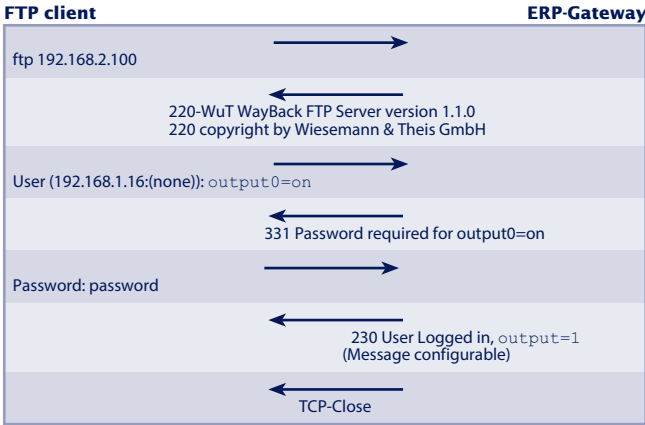 FTP client
ERP-Gateway
ftp 192.168.2.100
220-WuT WayBack FTP Server version 1.1.0
220 copyright by Wiesemann & Theis GmbH
User (192.168.1.16:(none)): output0=on
331 Password required for output0=on
Password: password
230 User Logged in, output=1
(Message configurable)
TCP-Close